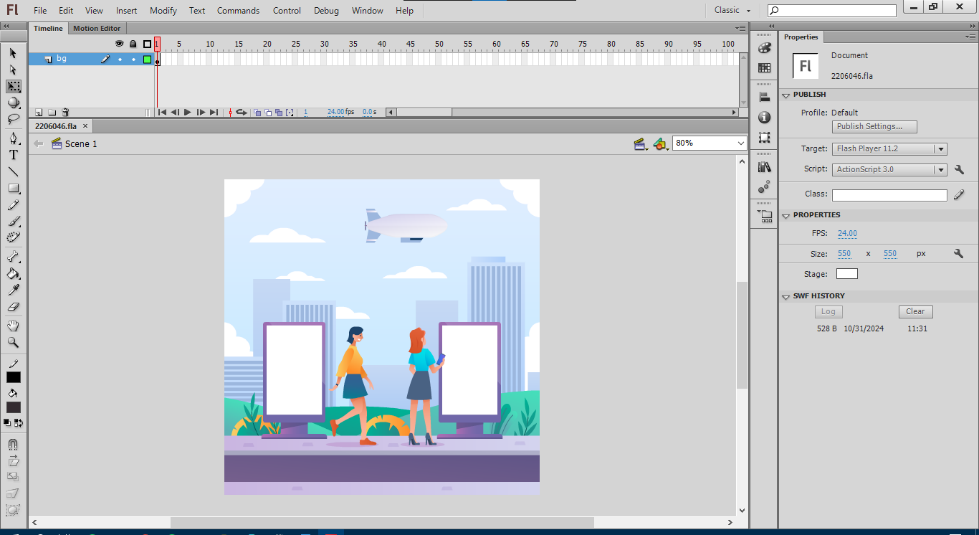 Fl File Edit View Insert Modify Text Commands Control Debug Window Help Classic
Timeline Motion Editor
1 5 10 15 20 25 30 35 40 45 50 55 60 65 70 75 80 85 90 95 100
bg
1 24.00 fps 0.0 s
2206046.fla ×
Scene 1 80%
Properties
Fl Document
2206046.fla
PUBLISH
Profile: Default
Publish Settings...
Target: Flash Player 11.2
Script: ActionScript 3.0
Class:
PROPERTIES
FPS: 24.00
Size: 550 x 550 px
Stage:
SWF HISTORY
Log Clear
528 B 10/31/2024 11:31